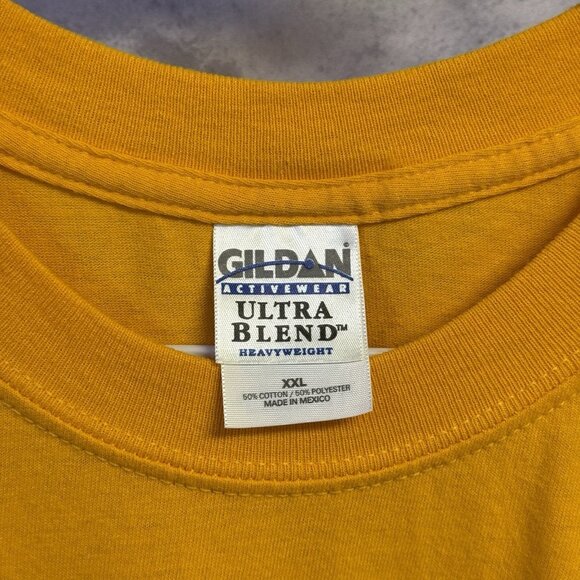 GILDAN®
ACTIVEWEAR
ULTRA
BLEND™
HEAVYWEIGHT
XXL
50% COTTON / 50% POLYESTER
MADE IN MEXICO